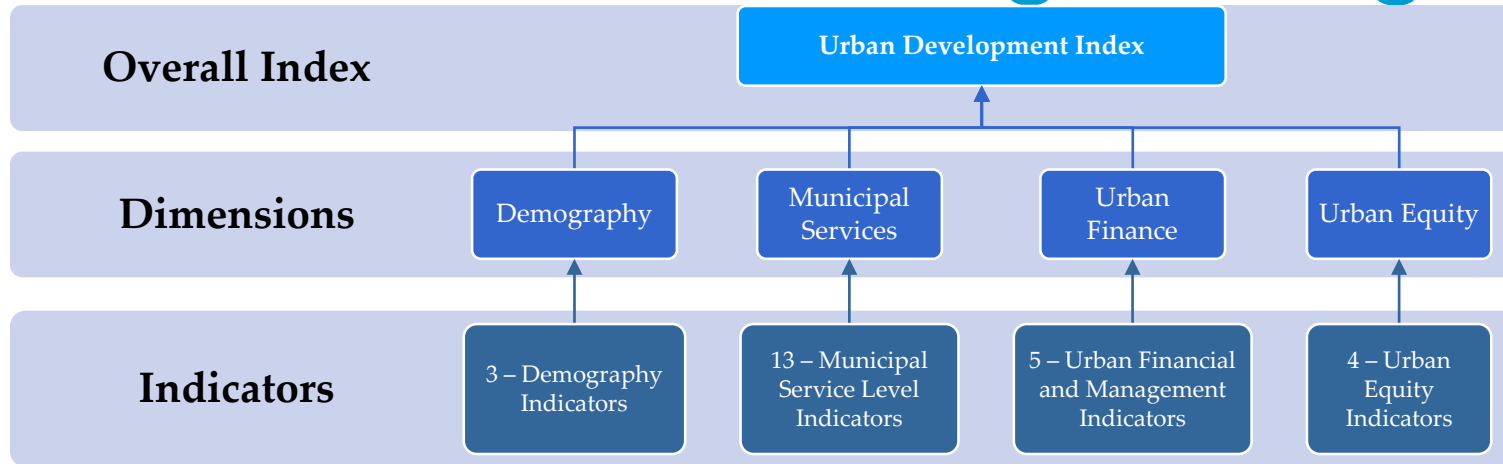 Overall Index
Urban Development Index
Dimensions
Demography
Municipal
Services
Urban
Finance
Urban Equity
Indicators
3 – Demography
Indicators
13 – Municipal
Service Level
Indicators
5 – Urban Financial
and Management
Indicators
4 – Urban
Equity
Indicators